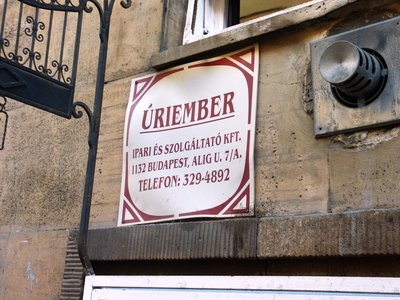 ÚRIEMBER
IPARI ÉS SZOLGÁLTATÓ KFT.
1132 BUDAPEST, ALIG U. 7/A.
TELEFON: 329-4892